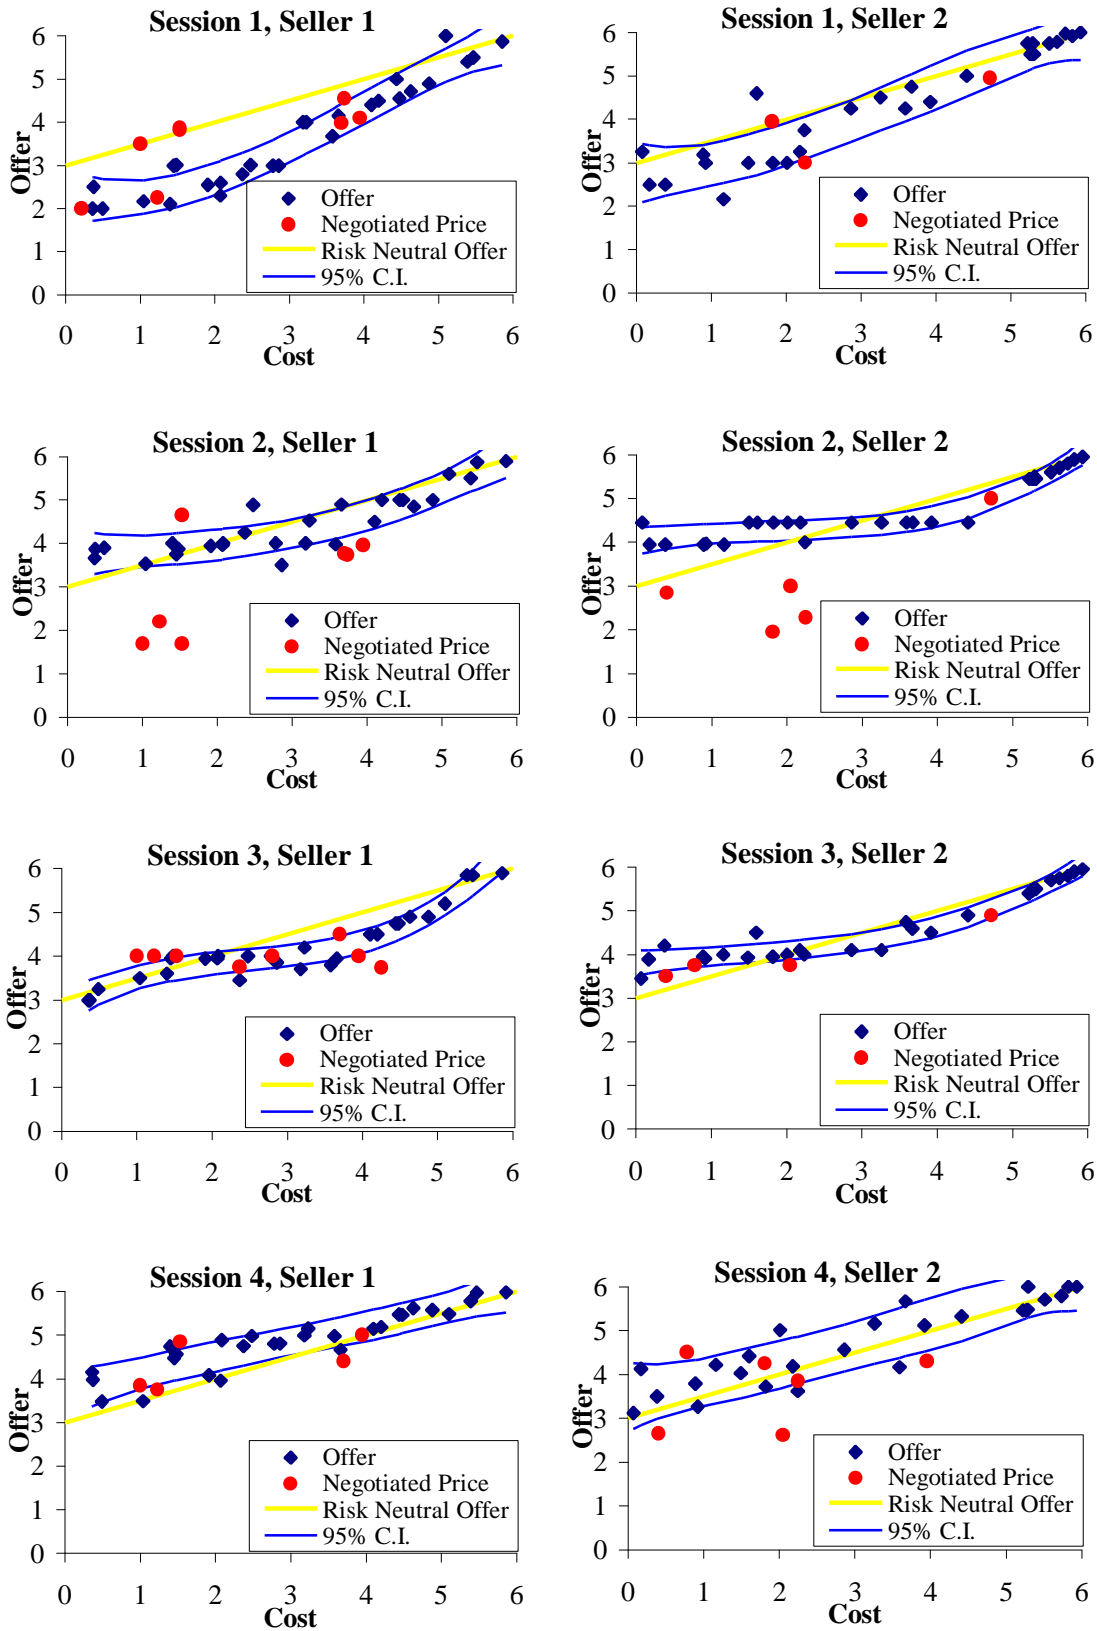 Session 1, Seller 1
6
5
4
3
2
1
0
Offer
Offer
Negotiated Price
Risk Neutral Offer
95% C.I.
0 1 2 3 4 5 6
Cost
Session 1, Seller 2
6
5
4
3
2
1
0
Offer
Offer
Negotiated Price
Risk Neutral Offer
95% C.I.
0 1 2 3 4 5 6
Cost
Session 2, Seller 1
6
5
4
3
2
1
0
Offer
Offer
Negotiated Price
Risk Neutral Offer
95% C.I.
0 1 2 3 4 5 6
Cost
Session 2, Seller 2
6
5
4
3
2
1
0
Offer
Offer
Negotiated Price
Risk Neutral Offer
95% C.I.
0 1 2 3 4 5 6
Cost
Session 3, Seller 1
6
5
4
3
2
1
0
Offer
Offer
Negotiated Price
Risk Neutral Offer
95% C.I.
0 1 2 3 4 5 6
Cost
Session 3, Seller 2
6
5
4
3
2
1
0
Offer
Offer
Negotiated Price
Risk Neutral Offer
95% C.I.
0 1 2 3 4 5 6
Cost
Session 4, Seller 1
6
5
4
3
2
1
0
Offer
Offer
Negotiated Price
Risk Neutral Offer
95% C.I.
0 1 2 3 4 5 6
Cost
Session 4, Seller 2
6
5
4
3
2
1
0
Offer
Offer
Negotiated Price
Risk Neutral Offer
95% C.I.
0 1 2 3 4 5 6
Cost